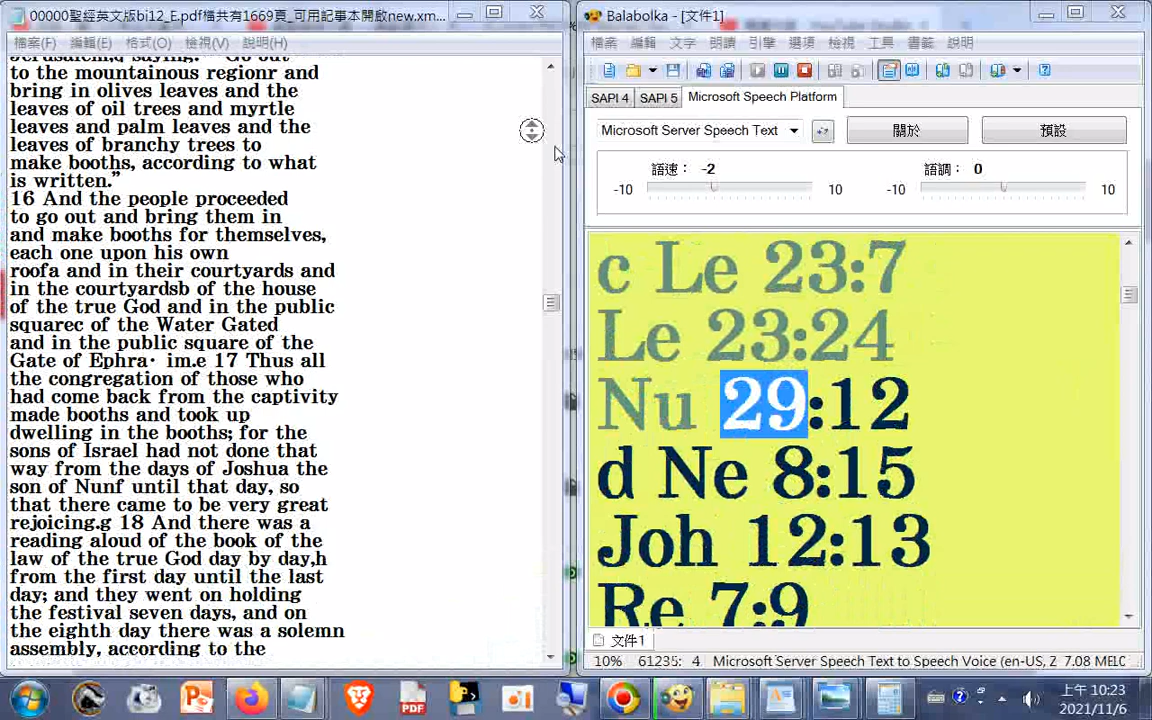 00000聖經英文版bi12_E.pdf檔共有1669頁_可用記事本開啟new.xm...
檔案(F) 編輯(E) 格式(O) 檢視(V) 說明(H)
Jerusalem,d saying: "Go out
to the mountainous regionr and
bring in olives leaves and the
leaves of oil trees and myrtle
leaves and palm leaves and the
leaves of branchy trees to
make booths, according to what
is written.”
16 And the people proceeded
to go out and bring them in
and make booths for themselves,
each one upon his own
roofa and in their courtyards and
in the courtyardsb of the house
of the true God and in the public
squarec of the Water Gated
and in the public square of the
Gate of Ephra· im.e 17 Thus all
the congregation of those who
had come back from the captivity
made booths and took up
dwelling in the booths; for the
sons of Israel had not done that
way from the days of Joshua the
son of Nunf until that day, so
that there came to be very great
rejoicing.g 18 And there was a
reading aloud of the book of the
law of the true God day by day,h
from the first day until the last
day; and they went on holding
the festival seven days, and on
the eighth day there was a solemn
assembly, according to the
Balabolka - [文件1]
檔案 編輯 文字 朗讀 引擎 選項 檢視 工具 書籤 說明
SAPI 4 SAPI 5 Microsoft Speech Platform
Microsoft Server Speech Text 關於 預設
語速: -2 語調: 0
-10 10 -10 10
c Le 23:7
Le 23:24
Nu 29:12
d Ne 8:15
Joh 12:13
Re 7:9
文件1
10% 61235: 4 Microsoft Server Speech Text to Speech Voice (en-US, Z 7.08 MELO
上午 10:23
2021/11/6